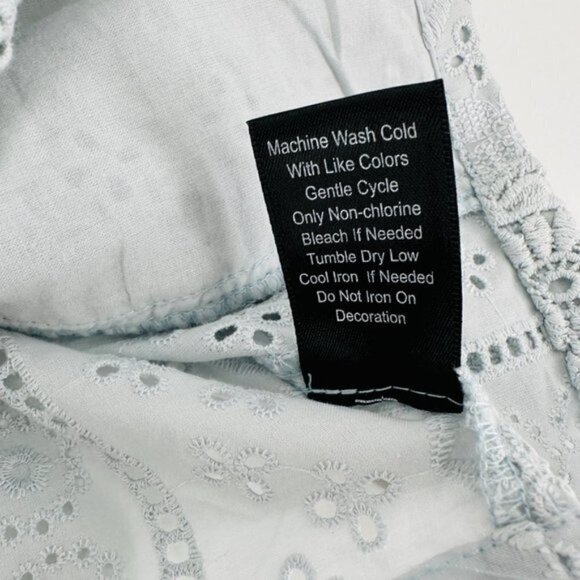 Machine Wash Cold
With Like Colors
Gentle Cycle
Only Non-chlorine
Bleach If Needed
Tumble Dry Low
Cool Iron If Needed
Do Not Iron On
Decoration